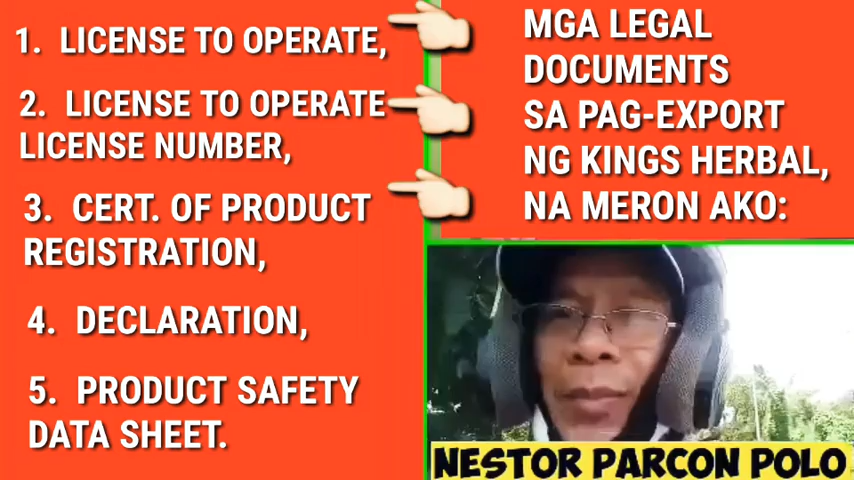 1. LICENSE TO OPERATE,
2. LICENSE TO OPERATE
LICENSE NUMBER,
3. CERT. OF PRODUCT
REGISTRATION,
4. DECLARATION,
5. PRODUCT SAFETY
DATA SHEET.
MGA LEGAL
DOCUMENTS
SA PAG-EXPORT
NG KINGS HERBAL,
NA MERON AKO:
NESTOR PARCON POLO